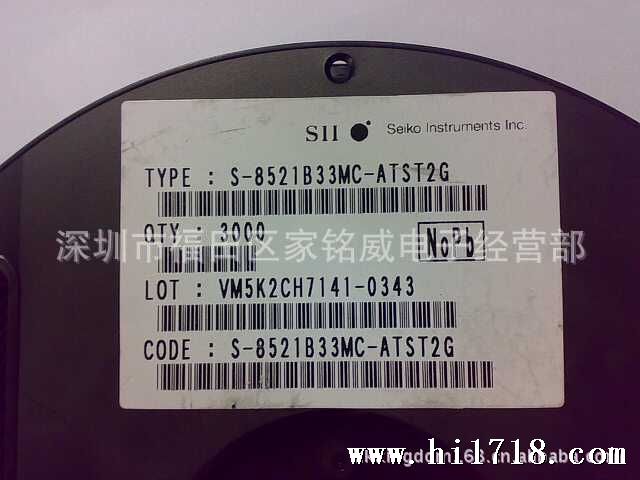 SII Seiko Instruments Inc.
TYPE : S-8521B33MC-ATST2G
QTY : 3000
NoPb
深圳市福田区家铭威电子经营部
LOT : VM5K2CH7141-0343
CODE : S-8521B33MC-ATST2G
www.hi1718.com